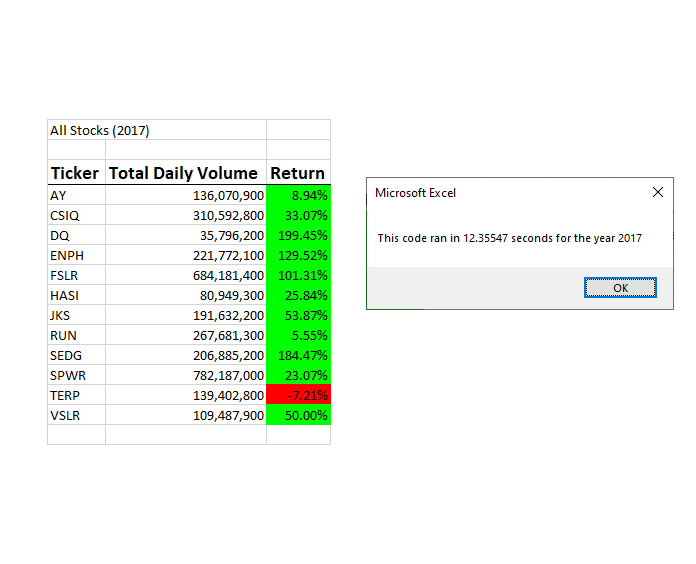 All Stocks (2017)
Ticker Total Daily Volume Return
AY 136,070,900 8.94%
CSIQ 310,592,800 33.07%
DQ 35,796,200 199.45%
ENPH 221,772,100 129.52%
FSLR 684,181,400 101.31%
HASI 80,949,300 25.84%
JKS 191,632,200 53.87%
RUN 267,681,300 5.55%
SEDG 206,885,200 184.47%
SPWR 782,187,000 23.07%
TERP 139,402,800 -7.21%
VSLR 109,487,900 50.00%
Microsoft Excel
This code ran in 12.35547 seconds for the year 2017
OK